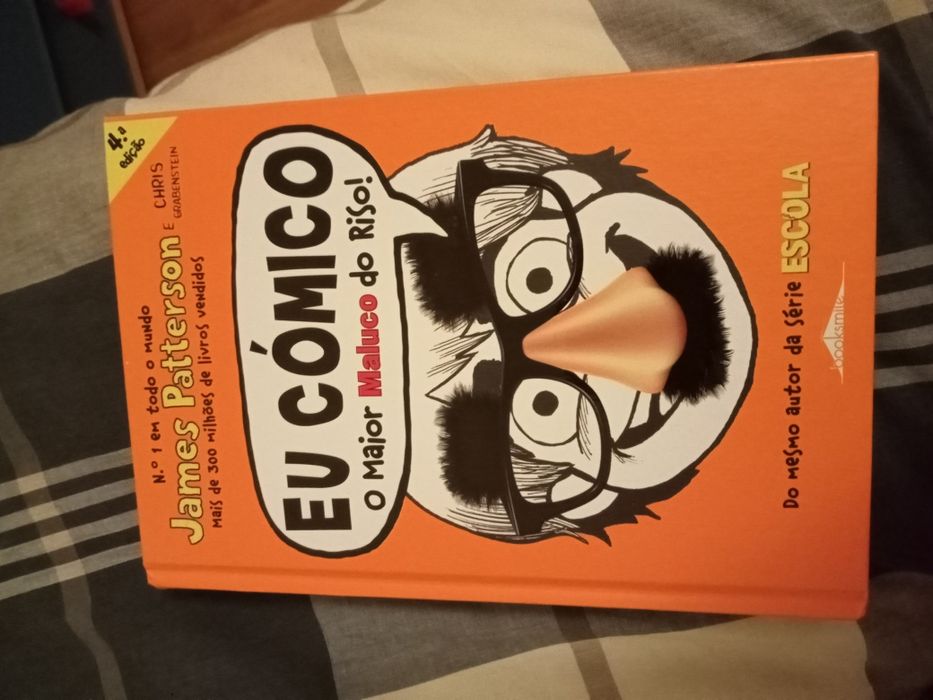 4.ª
edição
N.º 1 em todo o mundo
James Patterson E CHRIS GRABENSTEIN
Mais de 300 milhões de livros vendidos
EU CÓMICO
O Maior Maluco do Riso!
Do mesmo autor da série ESCOLA
booksmile